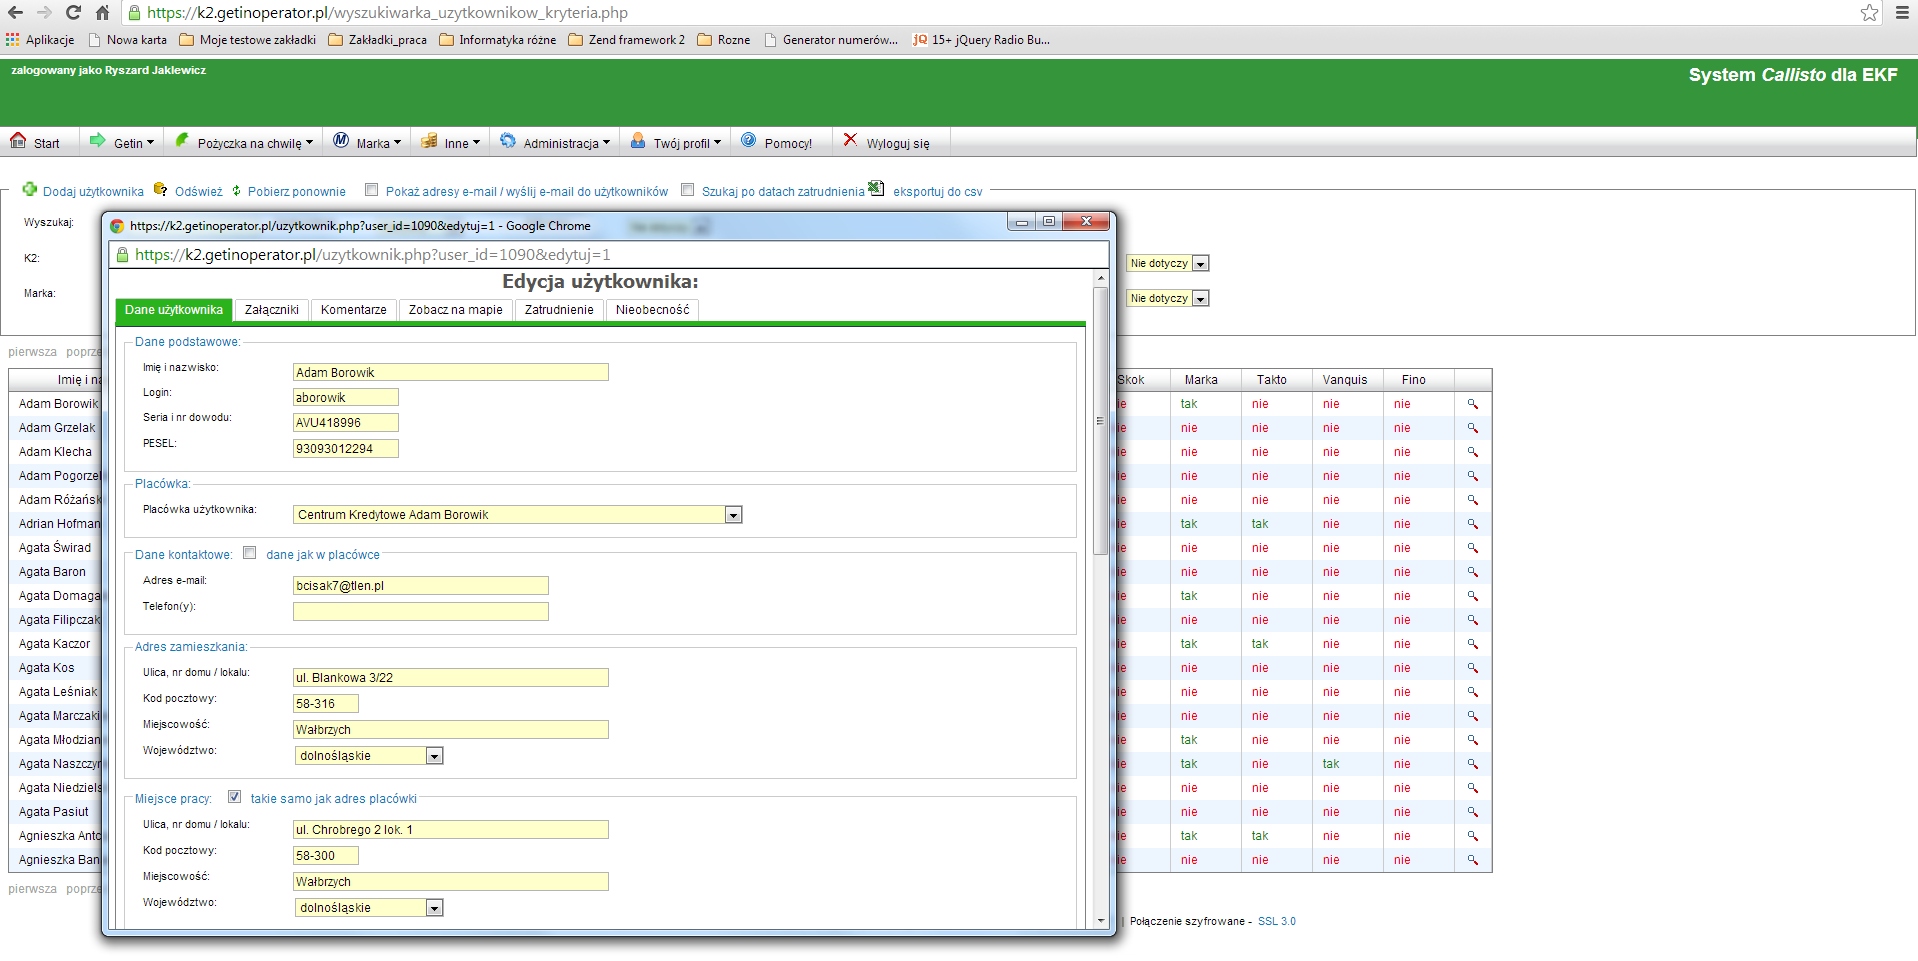 https://k2.getinoperator.pl/wyszukiwarka_uzytkownikow_kryteria.php
Aplikacje Nowa karta Moje testowe zakładki Zakładki_praca Informatyka różne Zend framework 2 Rozne Generator numerów... jQ 15+ jQuery Radio Bu...
zalogowany jako Ryszard Jaklewicz
System Callisto dla EKF
Start Getin Pożyczka na chwilę Marka Inne Administracja Twój profil Pomocy! Wyloguj się
Dodaj użytkownika Odśwież Pobierz ponownie Pokaż adresy e-mail / wyślij e-mail do użytkowników Szukaj po datach zatrudnienia eksportuj do csv
Wyszukaj:
K2:
Nie dotyczy
Marka:
Nie dotyczy
https://k2.getinoperator.pl/uzytkownik.php?user_id=1090&edytuj=1 - Google Chrome
https://k2.getinoperator.pl/uzytkownik.php?user_id=1090&edytuj=1
Edycja użytkownika:
Dane użytkownika Załączniki Komentarze Zobacz na mapie Zatrudnienie Nieobecność
Dane podstawowe:
Imię i nazwisko: Adam Borowik
Login: aborowik
Seria i nr dowodu: AVU418996
PESEL: 93093012294
Placówka:
Placówka użytkownika: Centrum Kredytowe Adam Borowik
Dane kontaktowe: dane jak w placówce
Adres e-mail: bcisak7@tlen.pl
Telefon(y):
Adres zamieszkania:
Ulica, nr domu / lokalu: ul. Blankowa 3/22
Kod pocztowy: 58-316
Miejscowość: Wałbrzych
Województwo: dolnośląskie
Miejsce pracy: takie samo jak adres placówki
Ulica, nr domu / lokalu: ul. Chrobrego 2 lok. 1
Kod pocztowy: 58-300
Miejscowość: Wałbrzych
Województwo: dolnośląskie
pierwsza poprze
Imię i na Skok Marka Takto Vanquis Fino
Adam Borowik ie tak nie nie nie
Adam Grzelak ie nie nie nie nie
Adam Klecha ie nie nie nie nie
Adam Pogorzel ie nie nie nie nie
Adam Różańsk ie nie nie nie nie
Adrian Hofman ie tak tak nie nie
Agata Świrad ie nie nie nie nie
Agata Baron ie nie nie nie nie
Agata Domaga ie tak nie nie nie
Agata Filipczak ie nie nie nie nie
Agata Kaczor ie tak tak nie nie
Agata Kos ie nie nie nie nie
Agata Leśniak ie nie nie nie nie
Agata Marczaki ie nie nie nie nie
Agata Młodzian ie tak nie nie nie
Agata Naszczyr ie tak nie tak nie
Agata Niedziels ie nie nie nie nie
Agata Pasiut ie nie nie nie nie
Agnieszka Antc ie tak tak nie nie
Agnieszka Ban ie nie nie nie nie
pierwsza poprze
| Połączenie szyfrowane - SSL 3.0